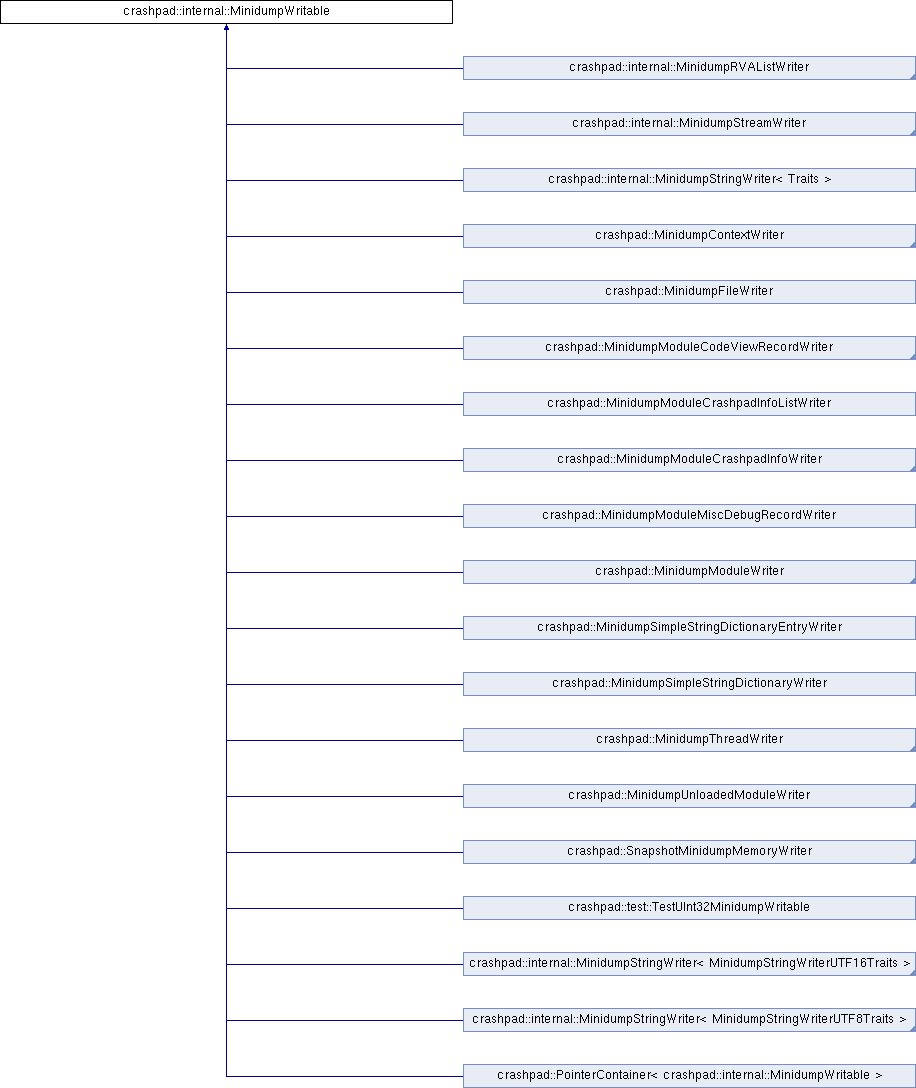 crashpad::internal::MinidumpWritable
crashpad::internal::MinidumpRVAListWriter
crashpad::internal::MinidumpStreamWriter
crashpad::internal::MinidumpStringWriter< Traits >
crashpad::MinidumpContextWriter
crashpad::MinidumpFileWriter
crashpad::MinidumpModuleCodeViewRecordWriter
crashpad::MinidumpModuleCrashpadInfoListWriter
crashpad::MinidumpModuleCrashpadInfoWriter
crashpad::MinidumpModuleMiscDebugRecordWriter
crashpad::MinidumpModuleWriter
crashpad::MinidumpSimpleStringDictionaryEntryWriter
crashpad::MinidumpSimpleStringDictionaryWriter
crashpad::MinidumpThreadWriter
crashpad::MinidumpUnloadedModuleWriter
crashpad::SnapshotMinidumpMemoryWriter
crashpad::test::TestUInt32MinidumpWritable
crashpad::internal::MinidumpStringWriter< MinidumpStringWriterUTF16Traits >
crashpad::internal::MinidumpStringWriter< MinidumpStringWriterUTF8Traits >
crashpad::PointerContainer< crashpad::internal::MinidumpWritable >